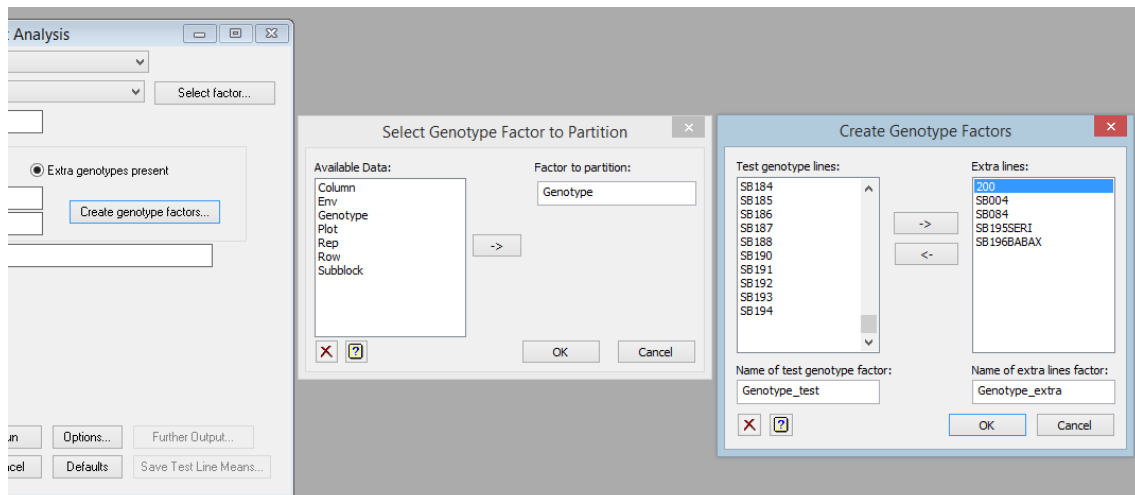 : Analysis
Select factor...
Extra genotypes present
Create genotype factors...
un
Options...
Further Output...
cel
Defaults
Save Test Line Means...
Select Genotype Factor to Partition
Available Data:
Factor to partition:
Column
Env
Genotype
Plot
Rep
Row
Subblock
->
Genotype
OK
Cancel
Create Genotype Factors
Test genotype lines:
Extra lines:
SB184
SB185
SB186
SB187
SB188
SB190
SB191
SB192
SB193
SB194
->
<-
200
SB004
SB084
SB195SERI
SB196BABAX
Name of test genotype factor:
Name of extra lines factor:
Genotype_test
Genotype_extra
OK
Cancel